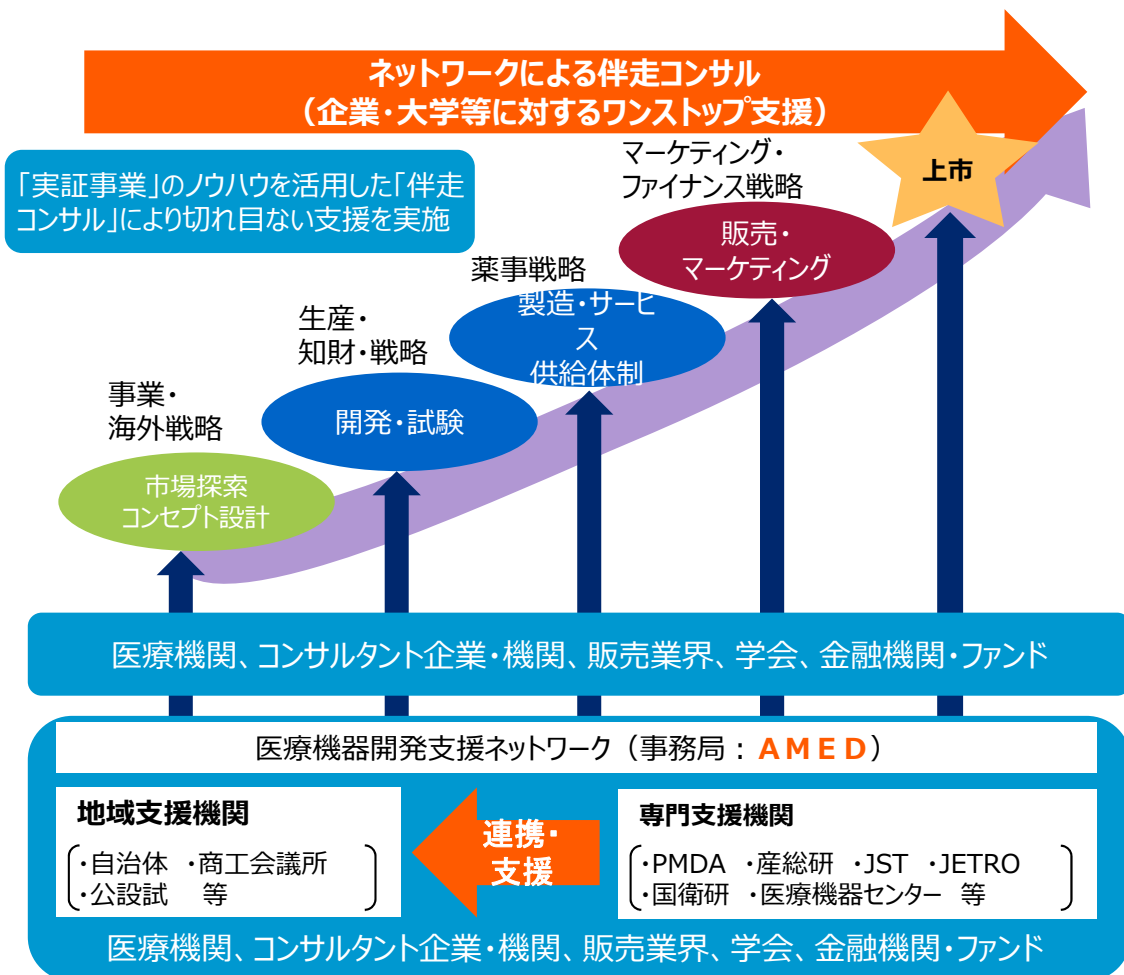 ネットワークによる伴走コンサル
（企業・大学等に対するワンストップ支援）
「実証事業」のノウハウを活用した「伴走
コンサル」により切れ目ない支援を実施
マーケティング・
ファイナンス戦略
上市
販売・
マーケティング
薬事戦略
製造・サービ
ス
供給体制
生産・
知財・戦略
開発・試験
事業・
海外戦略
市場探索
コンセプト設計
医療機関、コンサルタント企業・機関、販売業界、学会、金融機関・ファンド
医療機器開発支援ネットワーク（事務局：ＡＭＥＤ）
地域支援機関
・自治体 ・商工会議所
・公設試 等
連携・
支援
専門支援機関
・PMDA ・産総研 ・JST ・JETRO
・国衛研 ・医療機器センター 等
医療機関、コンサルタント企業・機関、販売業界、学会、金融機関・ファンド